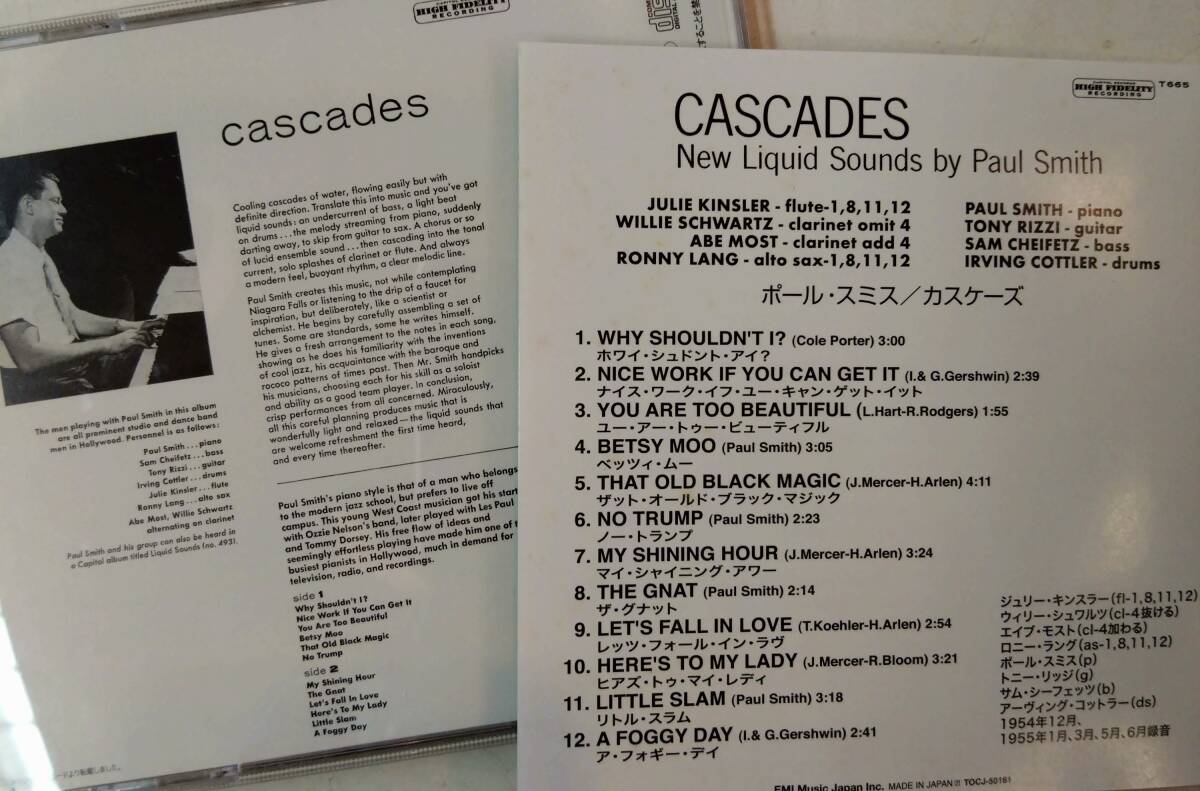 CAPITOL RECORDS
HIGH FIDELITY
RECORDING
cascades
Cooling cascades of water, flowing easily but with
definite direction. Translate this into music and you've got
liquid sounds: an undercurrent of bass, a light beat
on drums...the melody streaming from piano, suddenly
darting away, to skip from guitar to sax. A chorus or so
of lucid ensemble sound...then cascading into the tonal
current, solo splashes of clarinet or flute. And always
a modern feel, buoyant rhythm, a clear melodic line.
Paul Smith creates this music, not while contemplating
Niagara Falls or listening to the drip of a faucet for
inspiration, but deliberately, like a scientist or
alchemist. He begins by carefully assembling a set of
tunes. Some are standards, some he writes himself.
He gives a fresh arrangement to the notes in each song,
showing as he does his familiarity with the inventions
of cool jazz, his acquaintance with the baroque and
rococo patterns of times past. Then Mr. Smith handpicks
his musicians, choosing each for his skill as a soloist
and ability as a good team player. In conclusion,
crisp performances from all concerned. Miraculously,
all this careful planning produces music that is
wonderfully light and relaxed—the liquid sounds that
are welcome refreshment the first time heard,
and every time thereafter.
The men playing with Paul Smith in this album
are all prominent studio and dance band
men in Hollywood. Personnel is as follows:
Paul Smith...piano
Sam Cheifetz...bass
Tony Rizzi...guitar
Irving Cottler...drums
Julie Kinsler...flute
Ronny Lang...alto sax
Abe Most, Willie Schwartz
alternating on clarinet
Paul Smith and his group can also be heard in
a Capitol album titled Liquid Sounds (no. 493).
Paul Smith's piano style is that of a man who belongs
to the modern jazz school, but prefers to live off
campus. This young West Coast musician got his start
with Ozzie Nelson's band, later played with Les Paul
and Tommy Dorsey. His free flow of ideas and
seemingly effortless playing have made him one of t
busiest pianists in Hollywood, much in demand for
television, radio, and recordings.
side 1
Why Shouldn't I?
Nice Work If You Can Get It
You Are Too Beautiful
Betsy Moo
That Old Black Magic
No Trump
side 2
My Shining Hour
The Gnat
Let's Fall In Love
Here's To My Lady
Little Slam
A Foggy Day
ードより転載しました。
することを禁
CAPITOL RECORDS
HIGH FIDELITY
RECORDING
T665
CASCADES
New Liquid Sounds by Paul Smith
JULIE KINSLER - flute-1,8,11,12
WILLIE SCHWARTZ - clarinet omit 4
ABE MOST - clarinet add 4
RONNY LANG - alto sax-1,8,11,12
PAUL SMITH - piano
TONY RIZZI - guitar
SAM CHEIFETZ - bass
IRVING COTTLER - drums
ポール・スミス／カスケーズ
1. WHY SHOULDN'T I? (Cole Porter) 3:00
ホワイ・シュドント・アイ？
2. NICE WORK IF YOU CAN GET IT (I.& G.Gershwin) 2:39
ナイス・ワーク・イフ・ユー・キャン・ゲット・イット
3. YOU ARE TOO BEAUTIFUL (L.Hart-R.Rodgers) 1:55
ユー・アー・トゥー・ビューティフル
4. BETSY MOO (Paul Smith) 3:05
ベッツィ・ムー
5. THAT OLD BLACK MAGIC (J.Mercer-H.Arlen) 4:11
ザット・オールド・ブラック・マジック
6. NO TRUMP (Paul Smith) 2:23
ノー・トランプ
7. MY SHINING HOUR (J.Mercer-H.Arlen) 3:24
マイ・シャイニング・アワー
8. THE GNAT (Paul Smith) 2:14
ザ・グナット
9. LET'S FALL IN LOVE (T.Koehler-H.Arlen) 2:54
レッツ・フォール・イン・ラヴ
10. HERE'S TO MY LADY (J.Mercer-R.Bloom) 3:21
ヒアズ・トゥ・マイ・レディ
11. LITTLE SLAM (Paul Smith) 3:18
リトル・スラム
12. A FOGGY DAY (I.& G.Gershwin) 2:41
ア・フォギー・デイ
ジュリー・キンスラー(fl-1,8,11,12)
ウィリー・シュワルツ(cl-4抜ける)
エイブ・モスト(cl-4加わる)
ロニー・ラング(as-1,8,11,12)
ポール・スミス(p)
トニー・リッジ(g)
サム・シーフェッツ(b)
アーヴィング・コットラー(ds)
1954年12月、
1955年1月、3月、5月、6月録音
EMI Music Japan Inc. MADE IN JAPAN TOCJ-50161